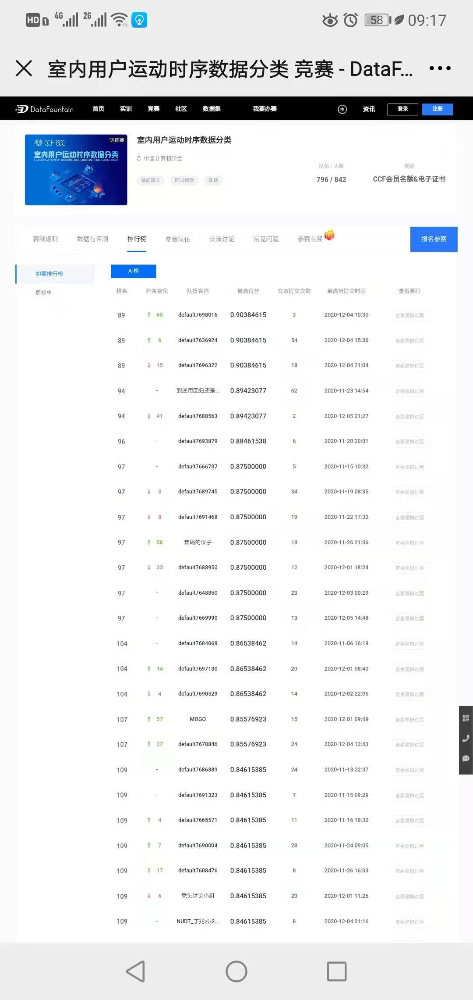 HD 1 4G 2G 58 09:17
室内用户运动时序数据分类 竞赛 - DataF...
DataFountain 首页 实训 竞赛 社区 数据集 我要办赛 中 资讯 登录 注册
训练赛
CCF BDCI
室内用户运动时序数据分类
CLASSIFICATION OF INDOOR USER EXERCISE TIME SERIES DATA
室内用户运动时序数据分类
中国计算机学会
智能算法 回归预测 其他
队伍 / 人数 奖励
796 / 842 CCF会员名额&电子证书
赛制规则 数据与评测 排行榜 参赛队伍 交流讨论 常见问题 参赛有奖 报名参赛
初赛排行榜
周榜单
A 榜
排名 排名变化 队伍名称 最高得分 有效提交次数 最高分提交时间 查看源码
89 ↑ 65 default7698016 0.90384615 3 2020-12-04 10:30 查看建模过程
89 ↑ 6 default7636924 0.90384615 54 2020-12-04 15:36 查看建模过程
89 ↓ 15 default7696322 0.90384615 18 2020-12-04 21:04 查看建模过程
94 - 到底用回归还是... 0.89423077 62 2020-11-23 14:54 查看建模过程
94 ↓ 41 default7688563 0.89423077 2 2020-12-05 21:27 查看建模过程
96 - default7693879 0.88461538 6 2020-11-20 20:01 查看建模过程
97 - default7666737 0.87500000 5 2020-11-15 10:32 查看建模过程
97 ↓ 3 default7689745 0.87500000 34 2020-11-19 08:35 查看建模过程
97 ↓ 8 default7691468 0.87500000 19 2020-11-22 17:32 查看建模过程
97 ↑ 56 套码的汉子 0.87500000 18 2020-11-26 21:36 查看建模过程
97 ↓ 33 default7688950 0.87500000 12 2020-12-01 18:24 查看建模过程
97 - default7648850 0.87500000 23 2020-12-03 00:29 查看建模过程
97 - default7669990 0.87500000 13 2020-12-05 14:48 查看建模过程
104 - default7684069 0.86538462 14 2020-11-06 16:19 查看建模过程
104 ↑ 14 default7697130 0.86538462 20 2020-12-01 08:40 查看建模过程
104 ↓ 4 default7690529 0.86538462 14 2020-12-02 22:06 查看建模过程
107 ↑ 57 MOGO 0.85576923 15 2020-12-01 09:49 查看建模过程
107 ↑ 27 default7678846 0.85576923 24 2020-12-04 12:43 查看建模过程
109 - default7686889 0.84615385 24 2020-11-13 22:37 查看建模过程
109 - default7691323 0.84615385 7 2020-11-15 09:29 查看建模过程
109 ↑ 4 default7665571 0.84615385 11 2020-11-16 18:32 查看建模过程
109 ↑ 7 default7690004 0.84615385 28 2020-11-24 09:05 查看建模过程
109 ↑ 17 default7608476 0.84615385 8 2020-11-26 16:03 查看建模过程
109 ↓ 6 秃头讨论小组 0.84615385 20 2020-12-01 11:26 查看建模过程
109 - NUDT_丁兆云-2... 0.84615385 8 2020-12-04 21:16 查看建模过程